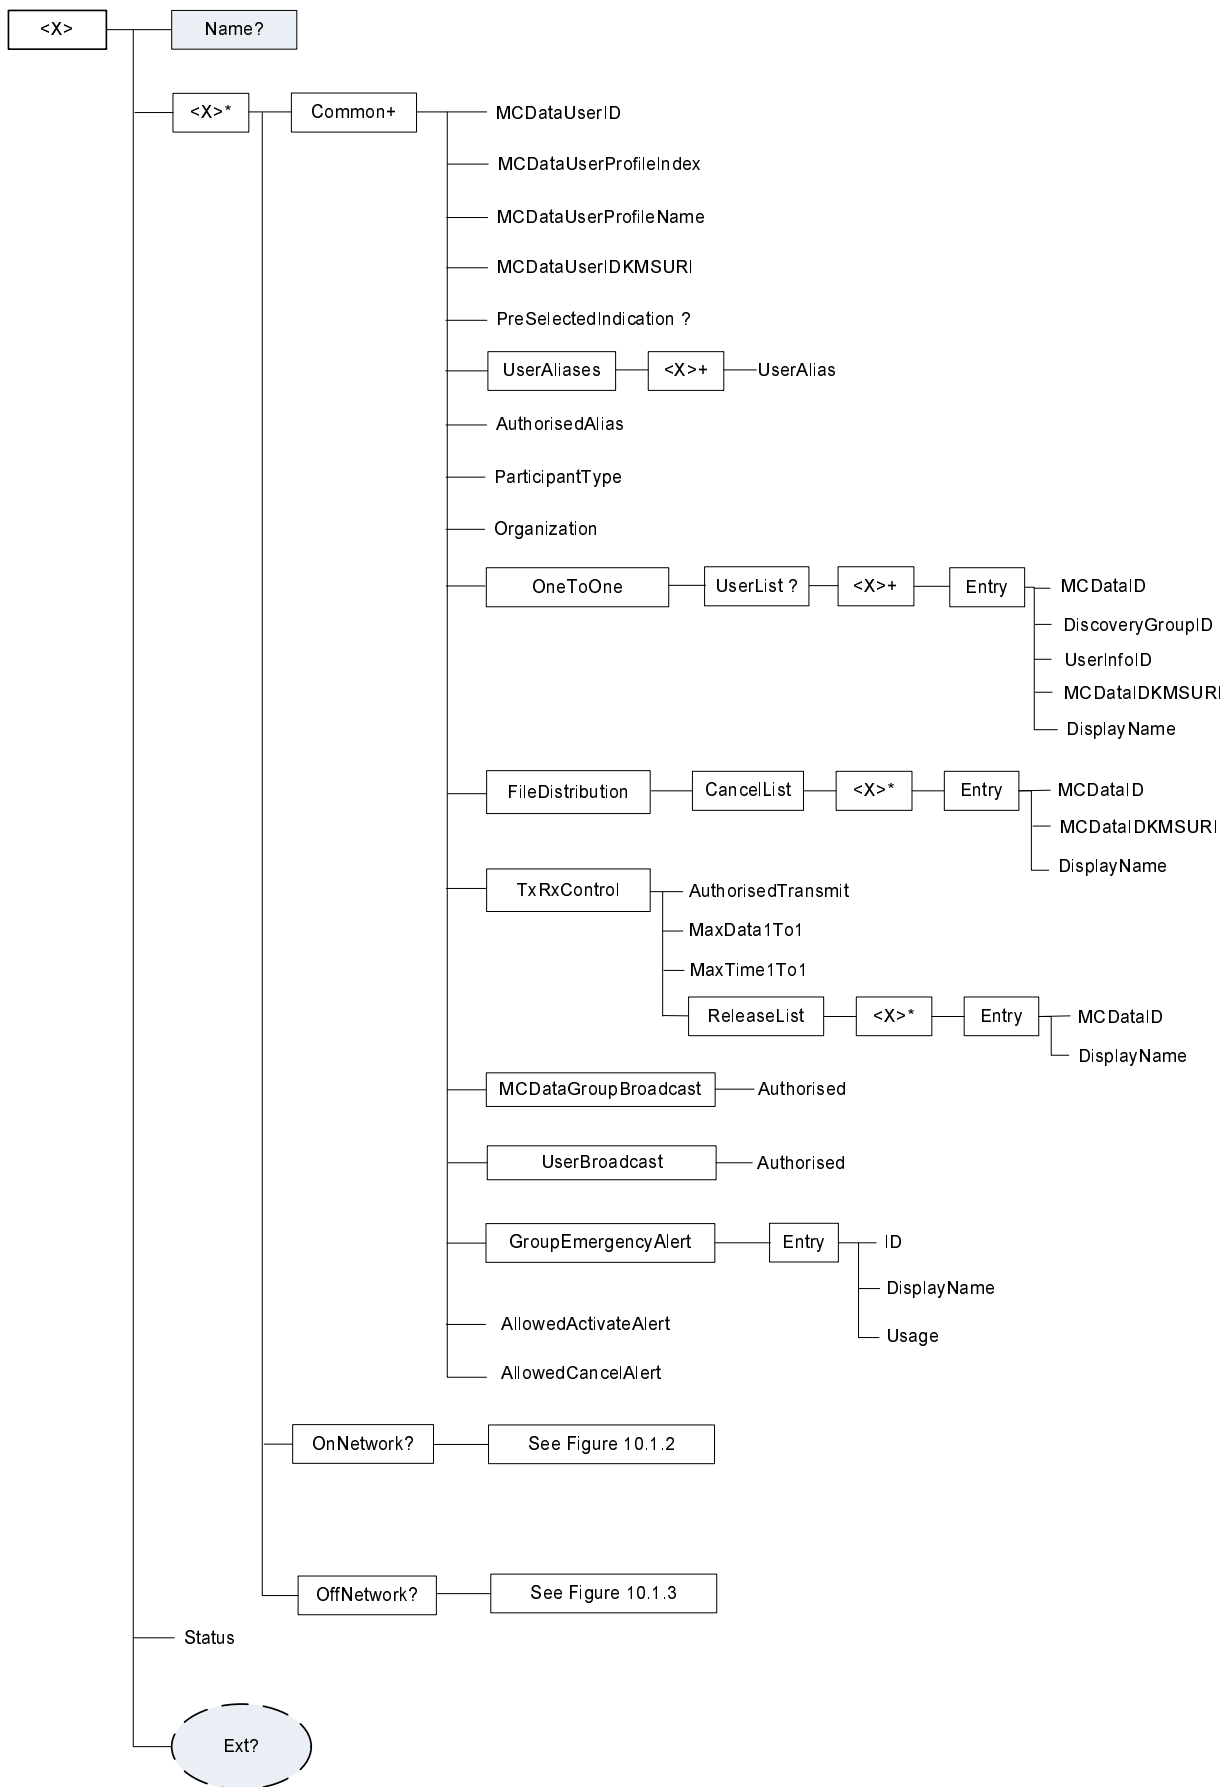 <X>
Name?
<X>*
Common+
MCDataUserID
MCDataUserProfileIndex
MCDataUserProfileName
MCDataUserIDKMSURI
PreSelectedIndication ?
UserAliases
<X>+
UserAlias
AuthorisedAlias
ParticipantType
Organization
OneToOne
UserList ?
<X>+
Entry
MCDataID
DiscoveryGroupID
UserInfoID
MCDataIDKMSURI
DisplayName
FileDistribution
CancelList
<X>*
Entry
MCDataID
MCDataIDKMSURI
DisplayName
TxRxControl
AuthorisedTransmit
MaxData1To1
MaxTime1To1
ReleaseList
<X>*
Entry
MCDataID
DisplayName
MCDataGroupBroadcast
Authorised
UserBroadcast
Authorised
GroupEmergencyAlert
Entry
ID
DisplayName
Usage
AllowedActivateAlert
AllowedCancelAlert
OnNetwork?
See Figure 10.1.2
OffNetwork?
See Figure 10.1.3
Status
Ext?